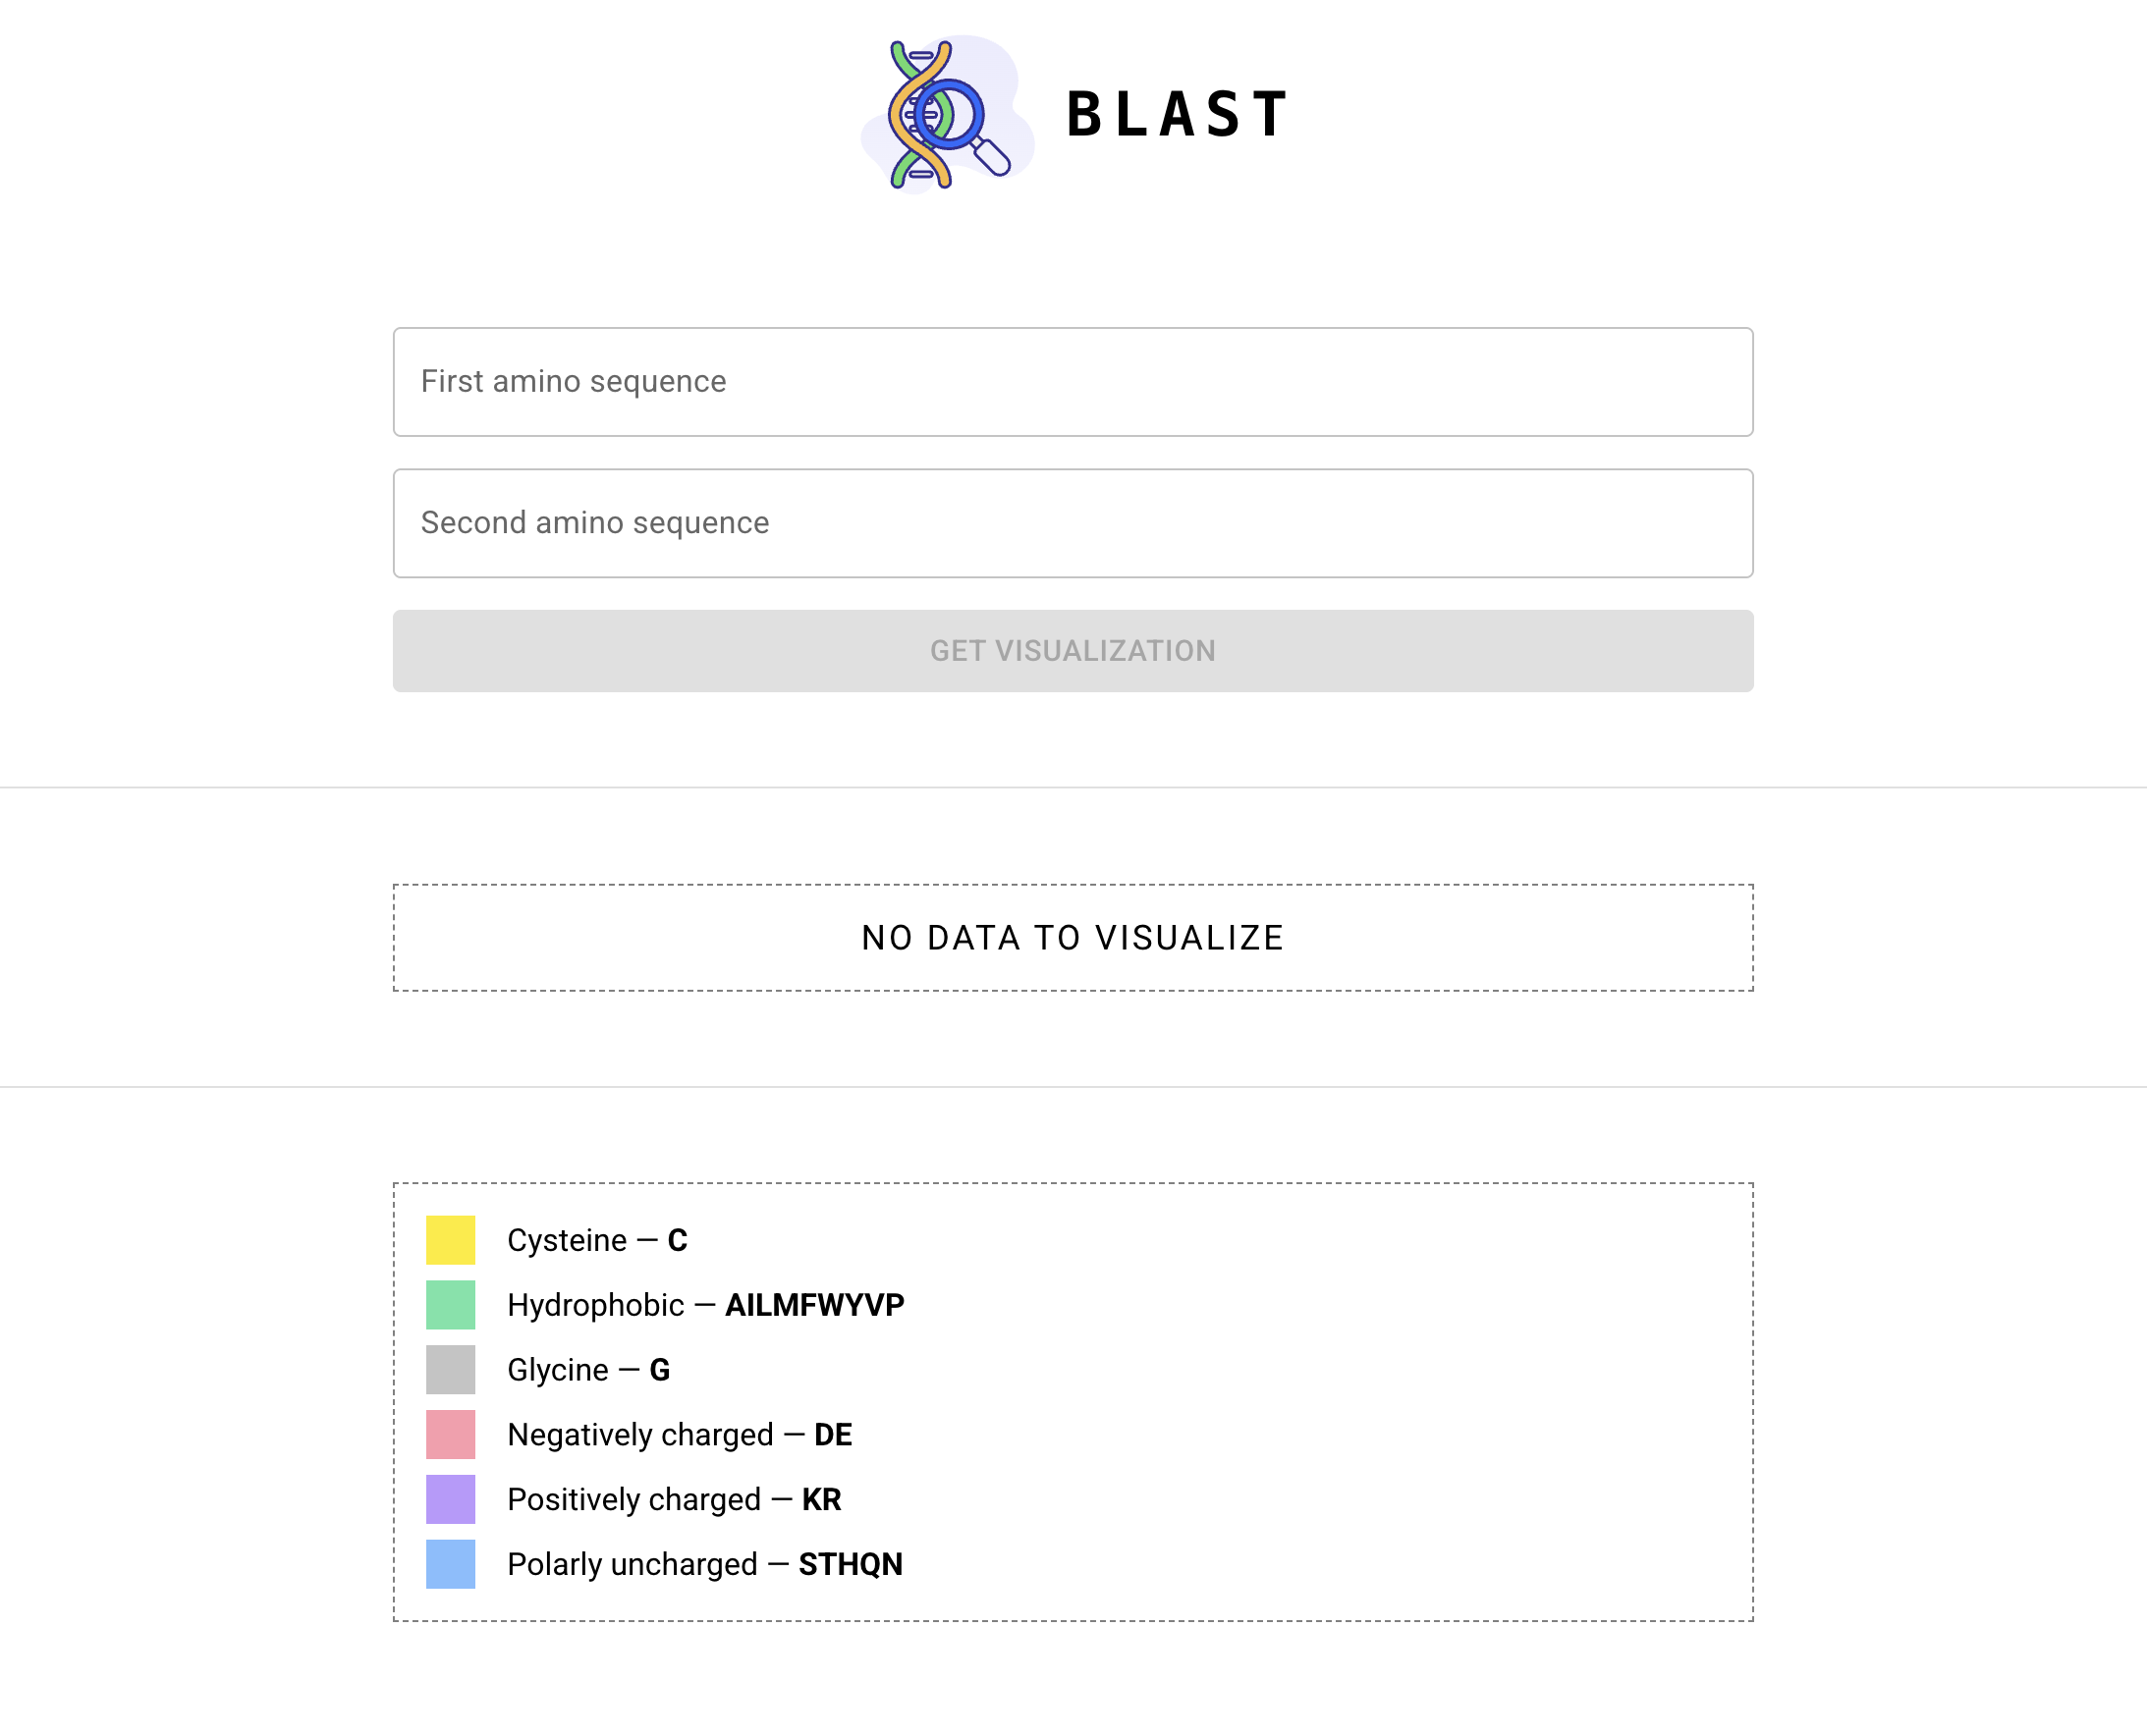 BLAST
First amino sequence
Second amino sequence
GET VISUALIZATION
NO DATA TO VISUALIZE
Cysteine — C
Hydrophobic — AILMFWYVP
Glycine — G
Negatively charged — DE
Positively charged — KR
Polarly uncharged — STHQN